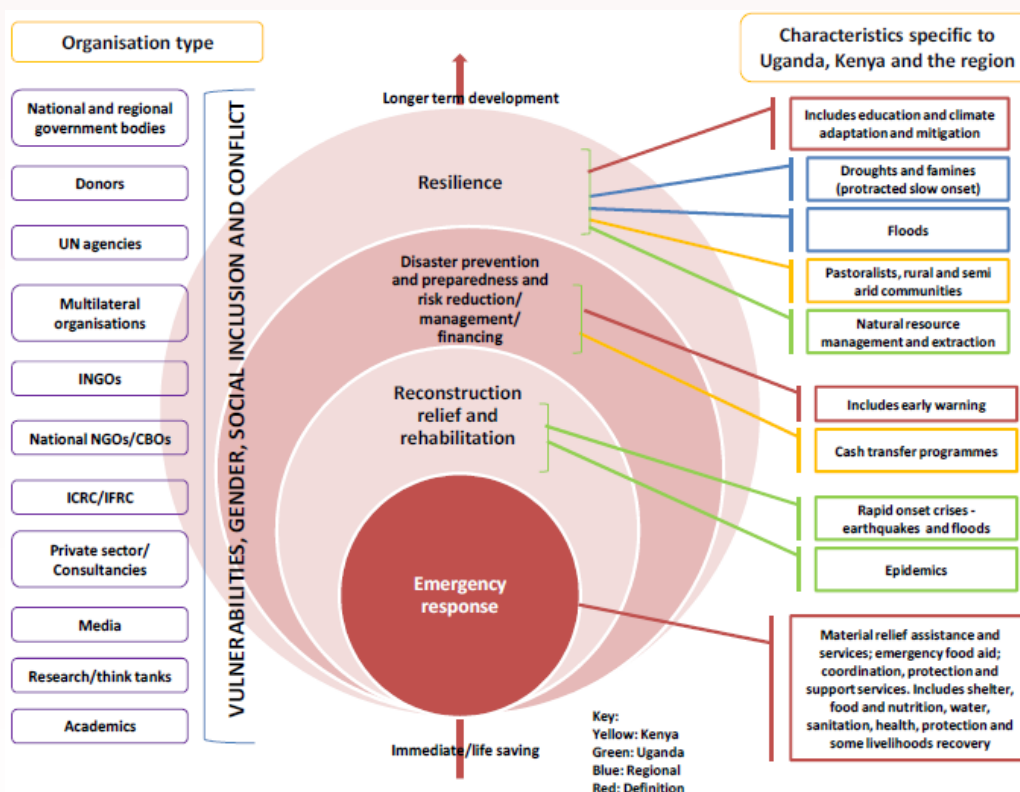 Organisation type
National and regional
government bodies
Donors
UN agencies
Multilateral
organisations
INGOs
National NGOs/CBOs
ICRC/IFRC
Private sector/
Consultancies
Media
Research/think tanks
Academics
VULNERABILITIES, GENDER, SOCIAL INCLUSION AND CONFLICT
Longer term development
Resilience
Disaster prevention
and preparedness and
risk reduction/
management/
financing
Reconstruction
relief and
rehabilitation
Emergency
response
Immediate/life saving
Key:
Yellow: Kenya
Green: Uganda
Blue: Regional
Red: Definition
Characteristics specific to
Uganda, Kenya and the region
Includes education and climate
adaptation and mitigation
Droughts and famines
(protracted slow onset)
Floods
Pastoralists, rural and semi
arid communities
Natural resource
management and extraction
Includes early warning
Cash transfer programmes
Rapid onset crises -
earthquakes and floods
Epidemics
Material relief assistance and
services; emergency food aid;
coordination, protection and
support services. Includes shelter,
food and nutrition, water,
sanitation, health, protection and
some livelihoods recovery